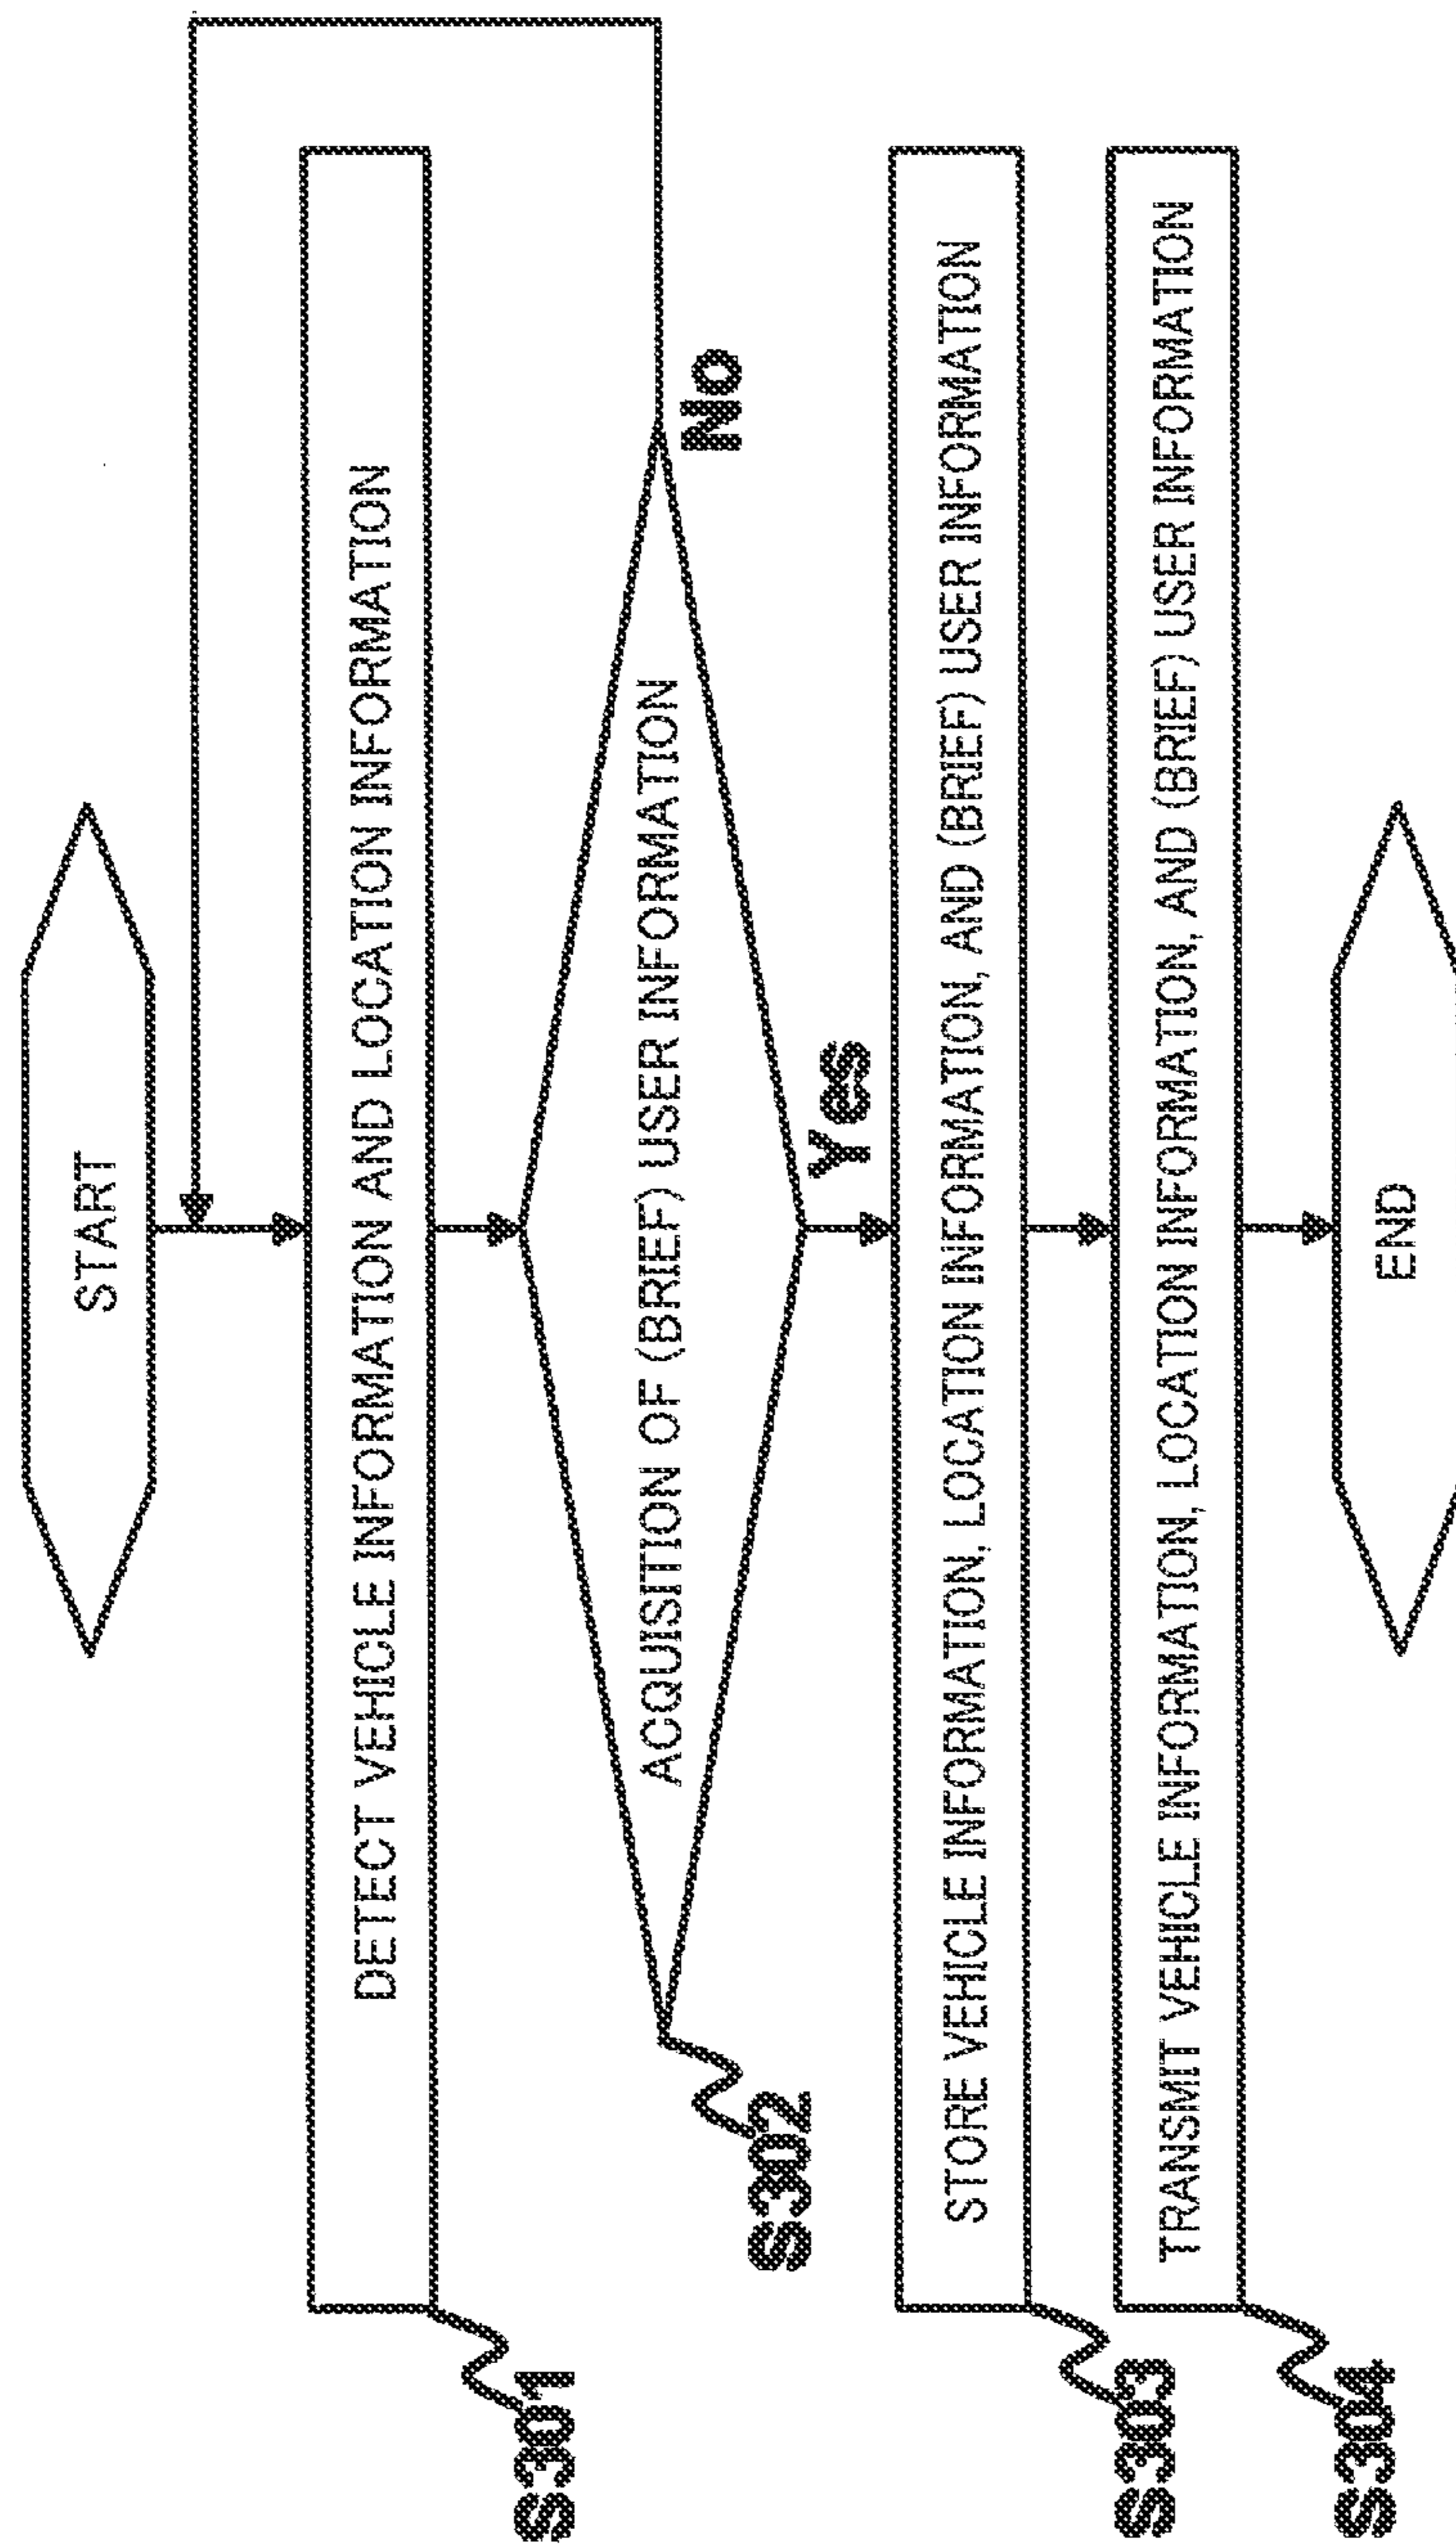 START
DETECT VEHICLE INFORMATION AND LOCATION INFORMATION
S301
ACQUISITION OF (BRIEF) USER INFORMATION
No
S302
Yes
STORE VEHICLE INFORMATION, LOCATION INFORMATION, AND (BRIEF) USER INFORMATION
S303
TRANSMIT VEHICLE INFORMATION, LOCATION INFORMATION, AND (BRIEF) USER INFORMATION
S304
END